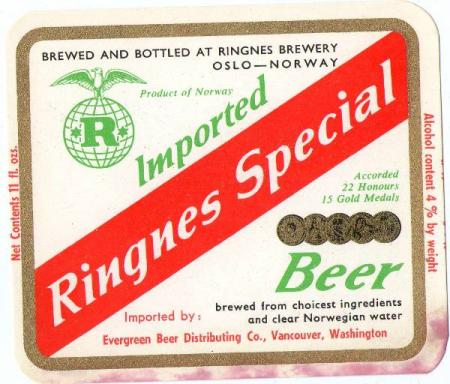 BREWED AND BOTTLED AT RINGNES BREWERY
OSLO—NORWAY
Product of Norway
R
Imported
Ringnes Special
Accorded
22 Honours
15 Gold Medals
Beer
brewed from choicest ingredients
and clear Norwegian water
Imported by:
Evergreen Beer Distributing Co., Vancouver, Washington
Net Contents 11 fl. ozs.
Alcohol content 4 % by weight